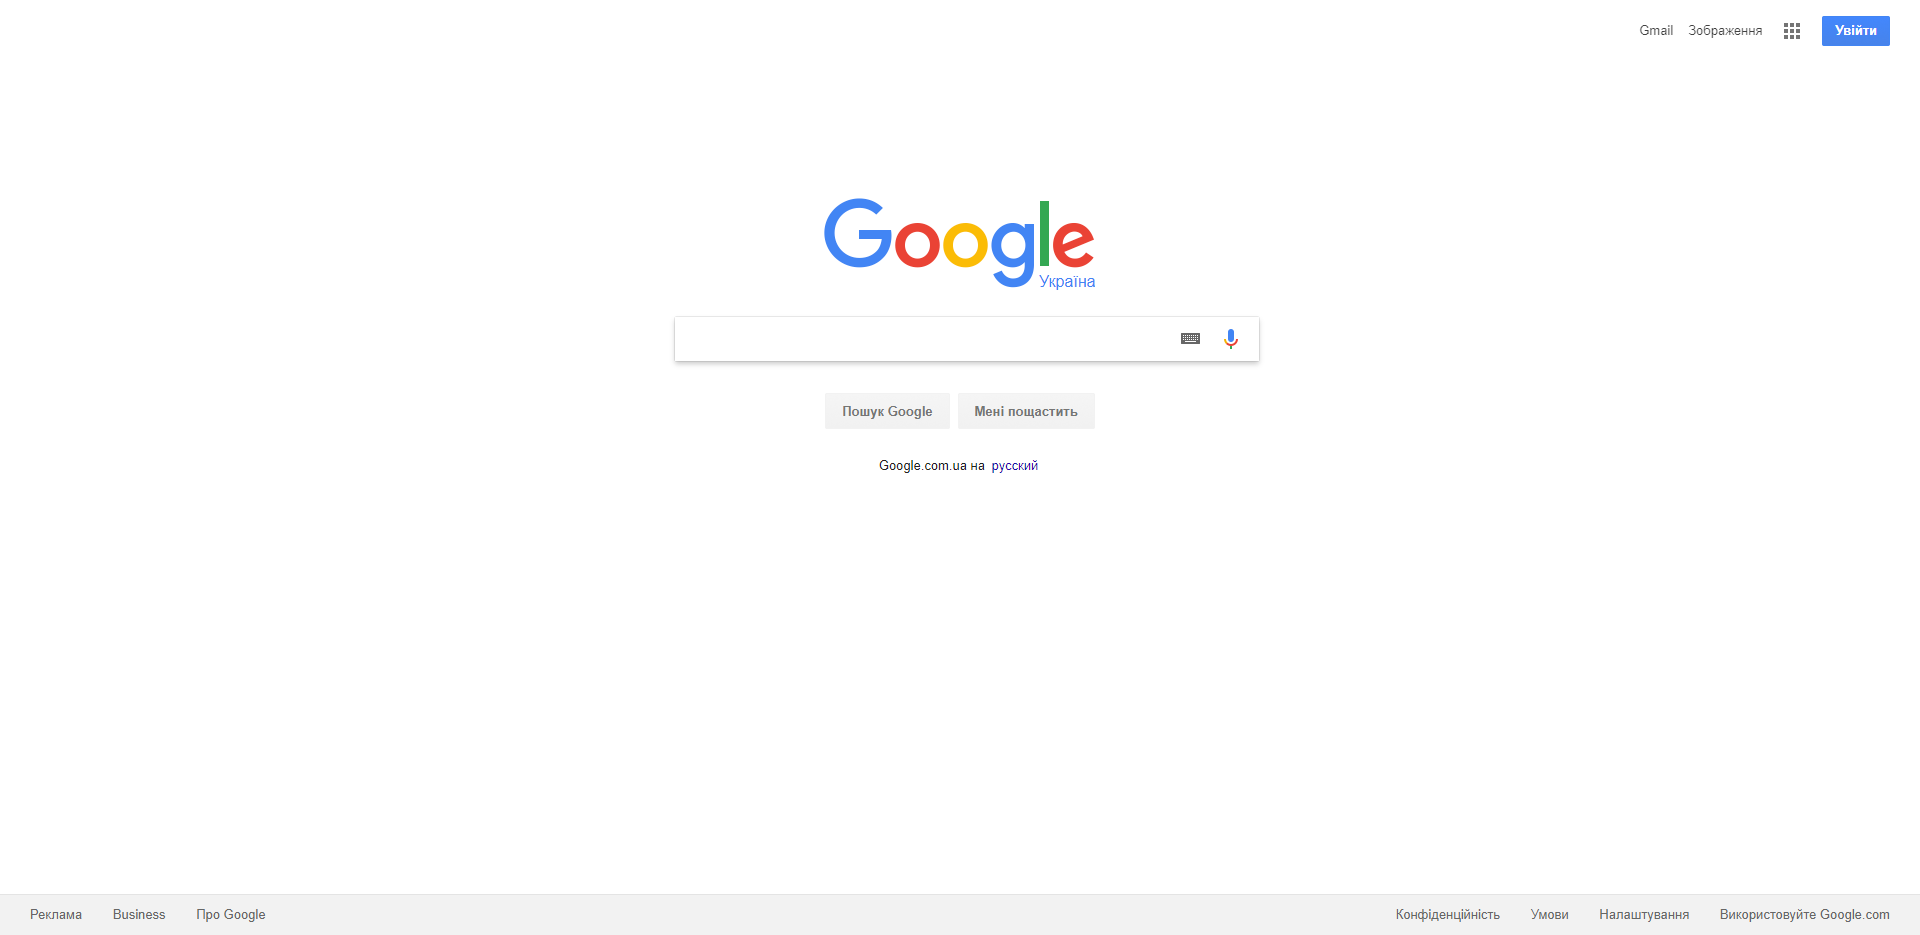 Gmail Зображення Увійти
Google
Україна
Пошук Google Мені пощастить
Google.com.ua на русский
Реклама Business Про Google Конфіденційність Умови Налаштування Використовуйте Google.com